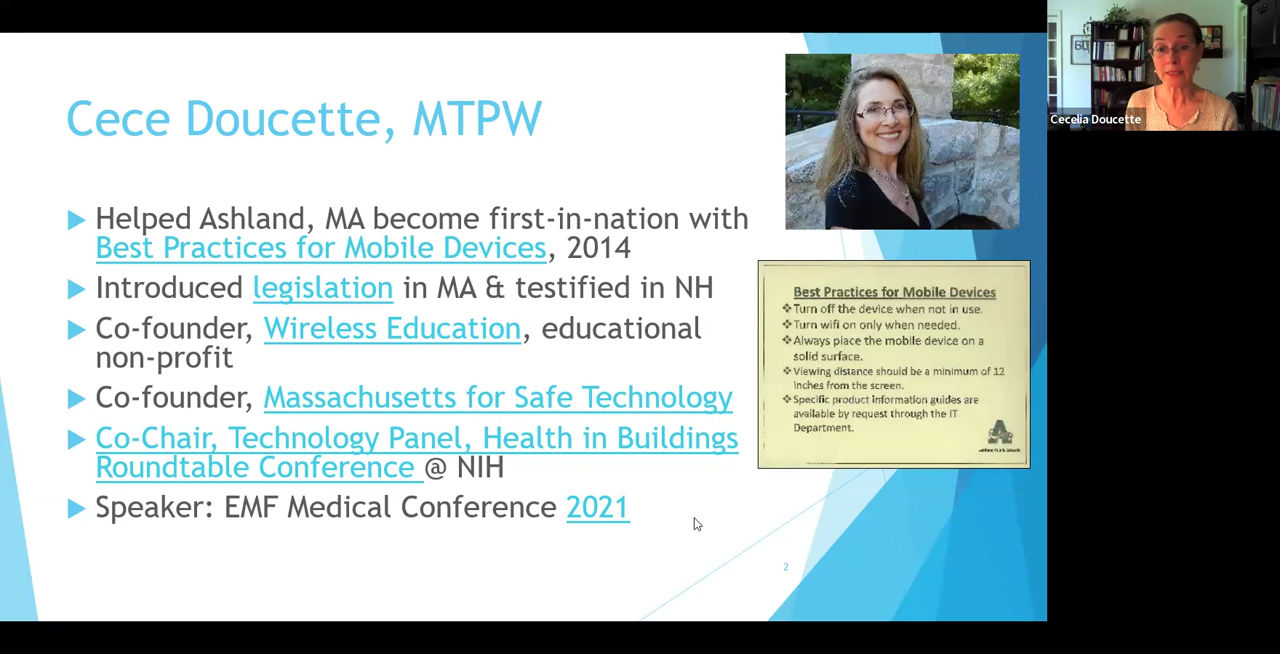 Cece Doucette, MTPW
Helped Ashland, MA become first-in-nation with
Best Practices for Mobile Devices, 2014
Introduced legislation in MA & testified in NH
Co-founder, Wireless Education, educational
non-profit
Co-founder, Massachusetts for Safe Technology
Co-Chair, Technology Panel, Health in Buildings
Roundtable Conference @ NIH
Speaker: EMF Medical Conference 2021
Best Practices for Mobile Devices
Turn off the device when not in use.
Turn wifi on only when needed.
Always place the mobile device on a
solid surface.
Viewing distance should be a minimum of 12
inches from the screen.
Specific product information guides are
available by request through the IT
Department.
2
Cecelia Doucette